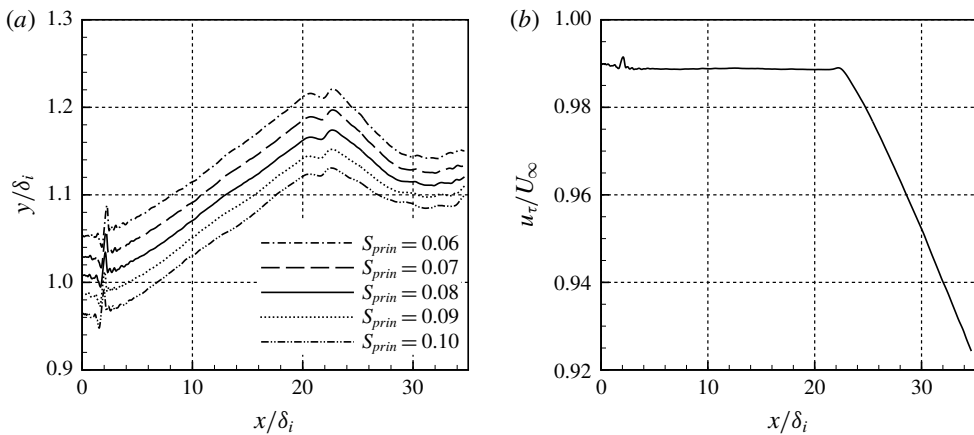 (a)
1.3
1.2
1.1
1.0
0.9
y/δᵢ
0
10
20
30
x/δᵢ
S_prin = 0.06
S_prin = 0.07
S_prin = 0.08
S_prin = 0.09
S_prin = 0.10
(b)
1.00
0.98
0.96
0.94
0.92
u_τ/U_∞
0
10
20
30
x/δᵢ